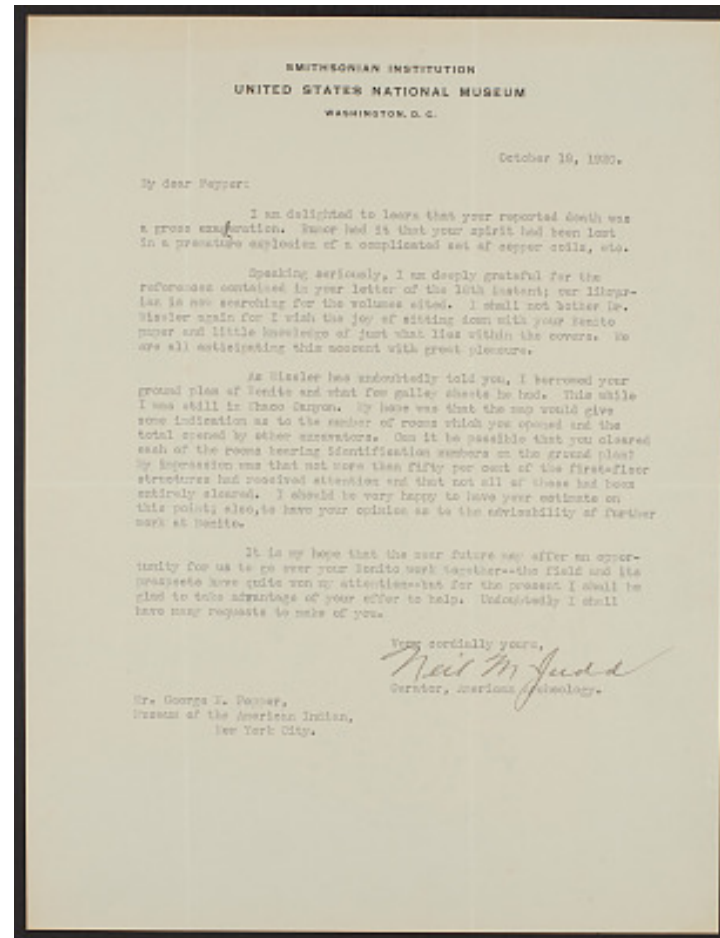 SMITHSONIAN INSTITUTION
UNITED STATES NATIONAL MUSEUM
WASHINGTON, D. C.
October 18, 1920.
My dear Pepper:
I am delighted to learn that your reported death was
a gross exageration. Rumor had it that your spirit had been lost
in a premature explosion of a complicated set of copper coils, etc.
Speaking seriously, I am deeply grateful for the
references contained in your letter of the 16th instant; our librar-
ian is now searching for the volumes cited. I shall not bother Dr.
Wissler again for I wish the joy of sitting down with your Bonito
paper and little knowledge of just what lies within the covers. We
are all anticipating this moment with great pleasure.
As Wissler has undoubtedly told you, I borrowed your
ground plan of Bonito and what few galley sheets he had. This while
I was still in Chaco Canyon. My hope was that the map would give
some indication as to the number of rooms which you opened and the
total opened by other excavators. Can it be possible that you cleared
each of the rooms bearing identification numbers on the ground plan?
My impression was that not more than fifty per cent of the first-floor
structures had received attention and that not all of these had been
entirely cleared. I should be very happy to have your estimate on
this point; also, to have your opinion as to the advisability of further
work at Bonito.
It is my hope that the near future may offer an oppor-
tunity for us to go over your Bonito work together--the field and its
prospects have quite won my attention--but for the present I shall be
glad to take advantage of your offer to help. Undoubtedly I shall
have many requests to make of you.
Very cordially yours,
Neil M Judd
Curator, American Archeology.
Mr. George H. Pepper,
Museum of the American Indian,
New York City.